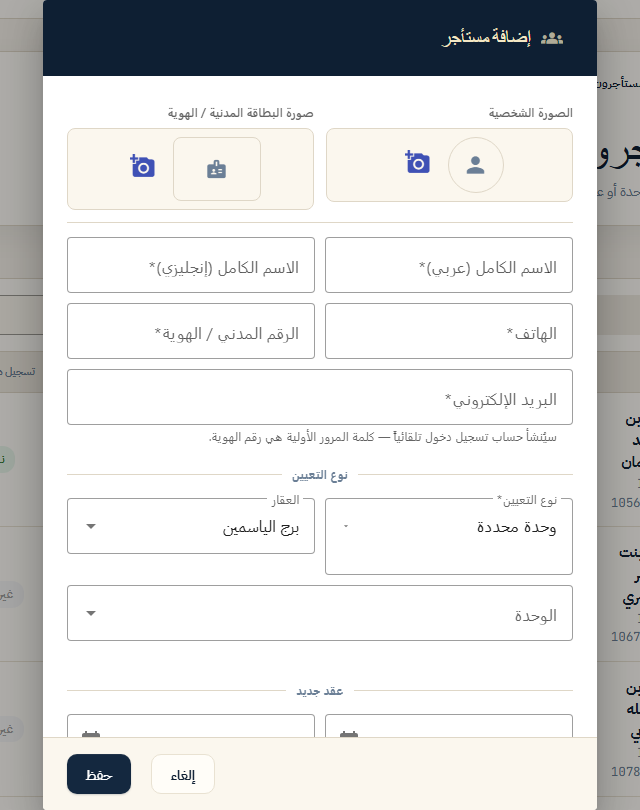 إضافة مستأجر
الصورة الشخصية
صورة البطاقة المدنية / الهوية
الاسم الكامل (عربي)*
الاسم الكامل (إنجليزي)*
الهاتف*
الرقم المدني / الهوية*
البريد الإلكتروني*
سيُنشأ حساب تسجيل دخول تلقائياً — كلمة المرور الأولية هي رقم الهوية.
نوع التعيين
نوع التعيين*
وحدة محددة
العقار
برج الياسمين
الوحدة
عقد جديد
إلغاء
حفظ